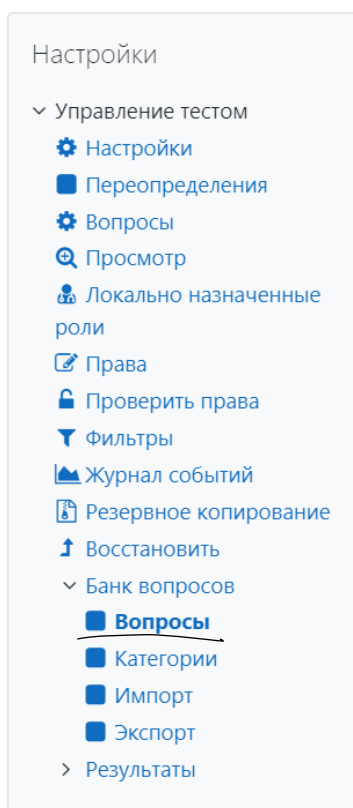 Настройки
Управление тестом
Настройки
Переопределения
Вопросы
Просмотр
Локально назначенные
роли
Права
Проверить права
Фильтры
Журнал событий
Резервное копирование
Восстановить
Банк вопросов
Вопросы
Категории
Импорт
Экспорт
Результаты